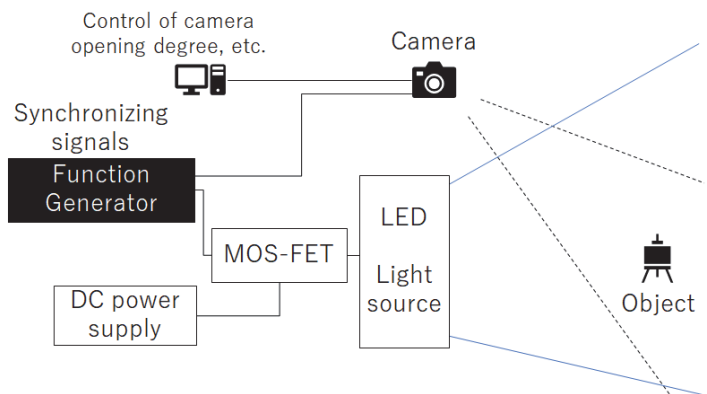 Control of camera
opening degree, etc.
Camera
Synchronizing
signals
Function
Generator
LED
MOS-FET
Light
source
DC power
supply
Object